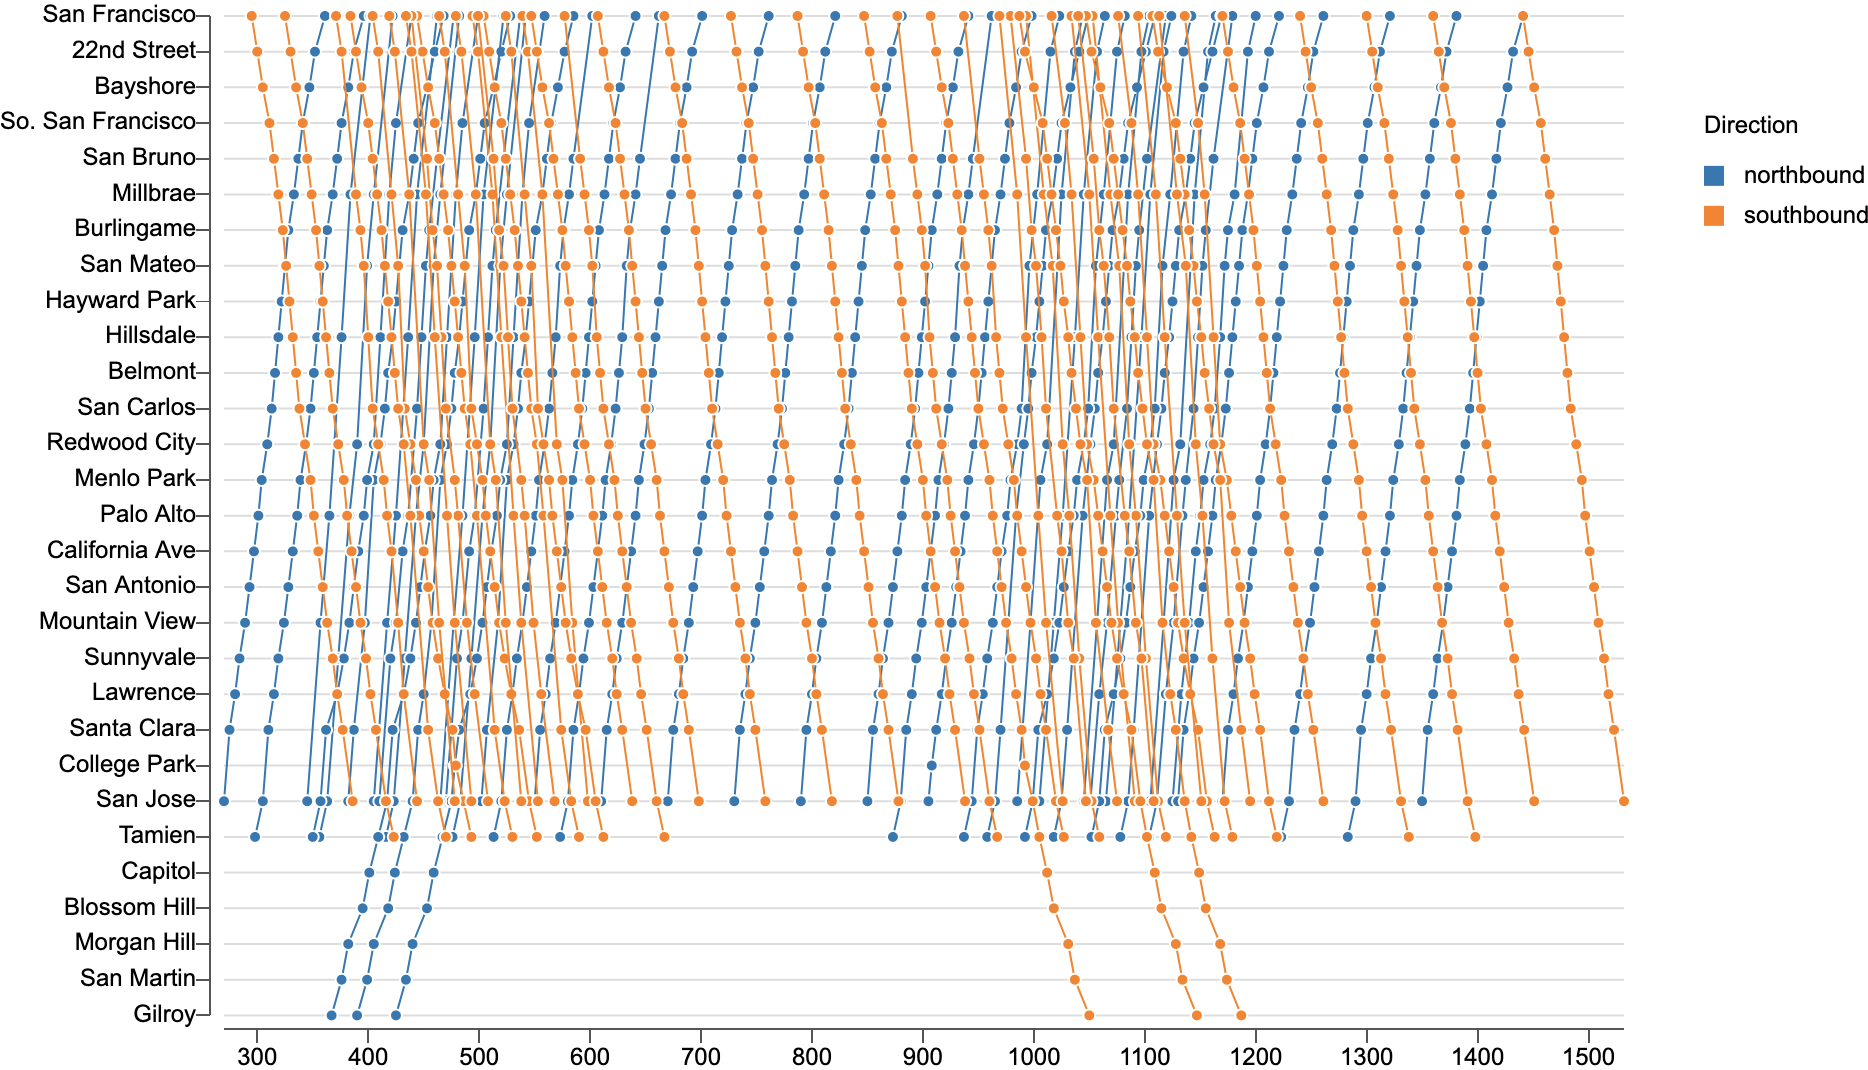 San Francisco
22nd Street
Bayshore
So. San Francisco
San Bruno
Millbrae
Burlingame
San Mateo
Hayward Park
Hillsdale
Belmont
San Carlos
Redwood City
Menlo Park
Palo Alto
California Ave
San Antonio
Mountain View
Sunnyvale
Lawrence
Santa Clara
College Park
San Jose
Tamien
Capitol
Blossom Hill
Morgan Hill
San Martin
Gilroy
300 400 500 600 700 800 900 1000 1100 1200 1300 1400 1500
Direction
northbound
southbound